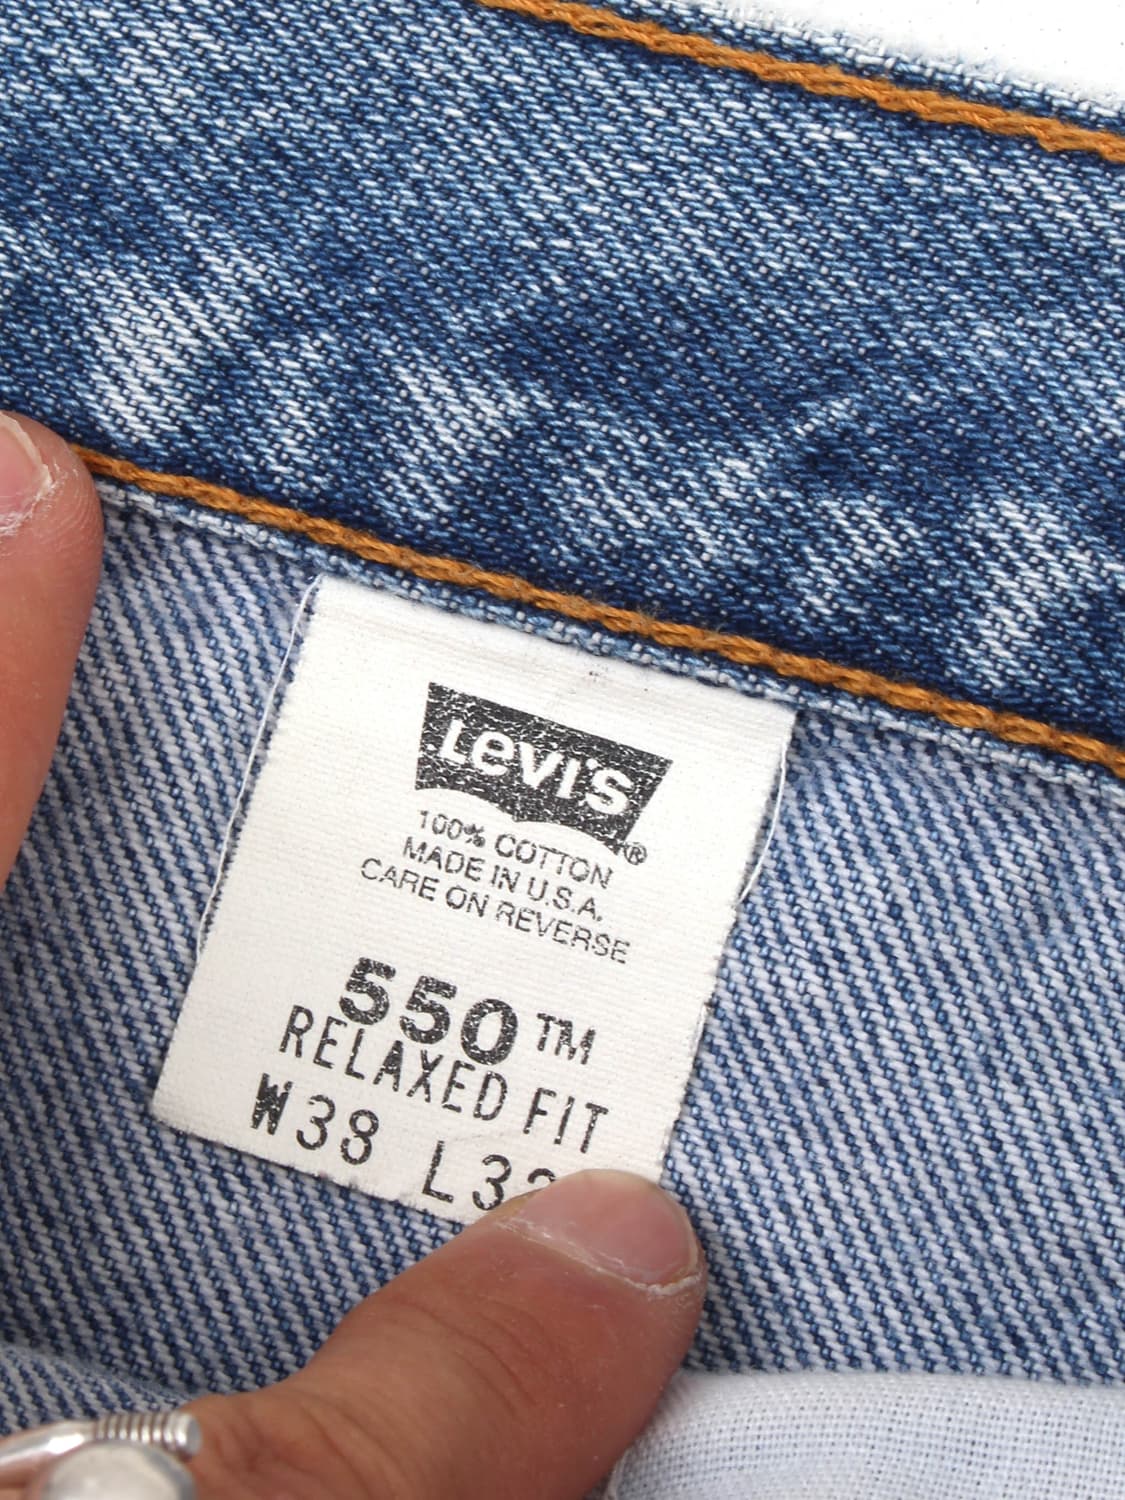 Levi's ®
100% COTTON
MADE IN U.S.A.
CARE ON REVERSE
550™
RELAXED FIT
W38